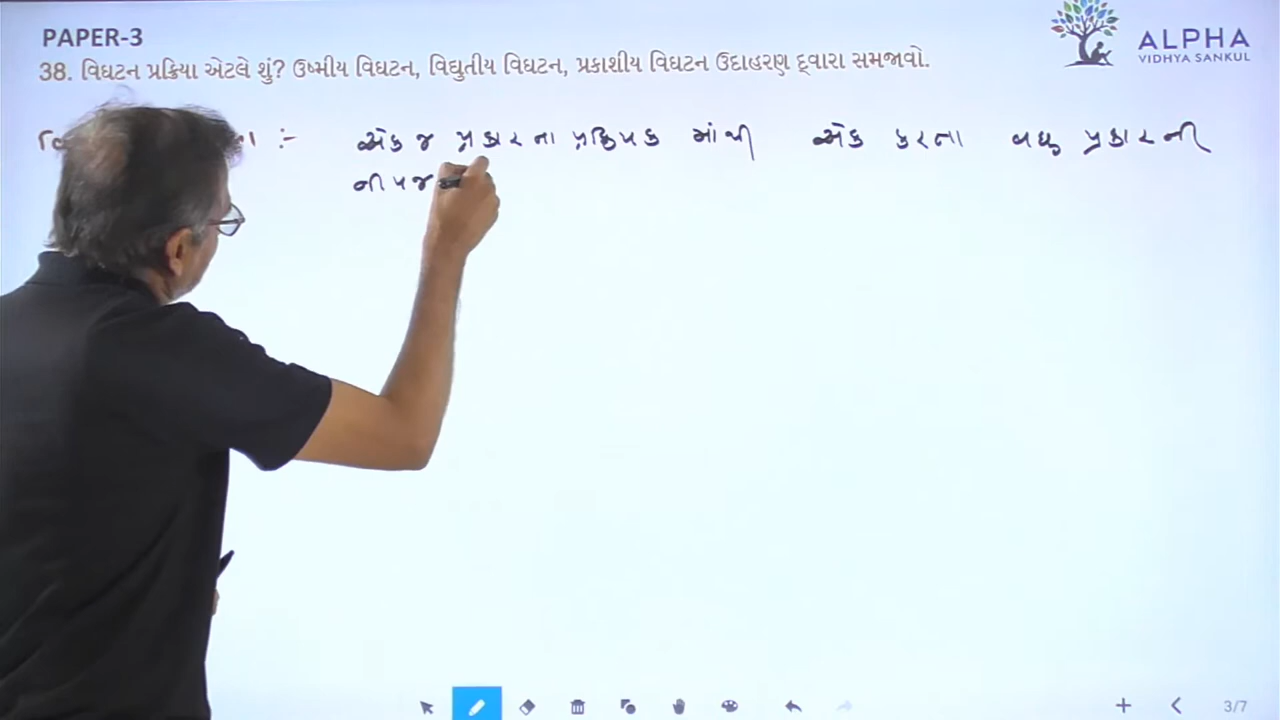 PAPER-3
38. વિઘટન પ્રક્રિયા એટલે શું? ઉષ્મીય વિઘટન, વિદ્યુતીય વિઘટન, પ્રકાશીય વિઘટન ઉદાહરણ દ્વારા સમજાવો.
ALPHA
VIDHYA SANKUL
:- એક જ પ્રકારના પ્રક્રિયક માંથી એક કરતા વધુ પ્રકારની
નીપજ
3/7